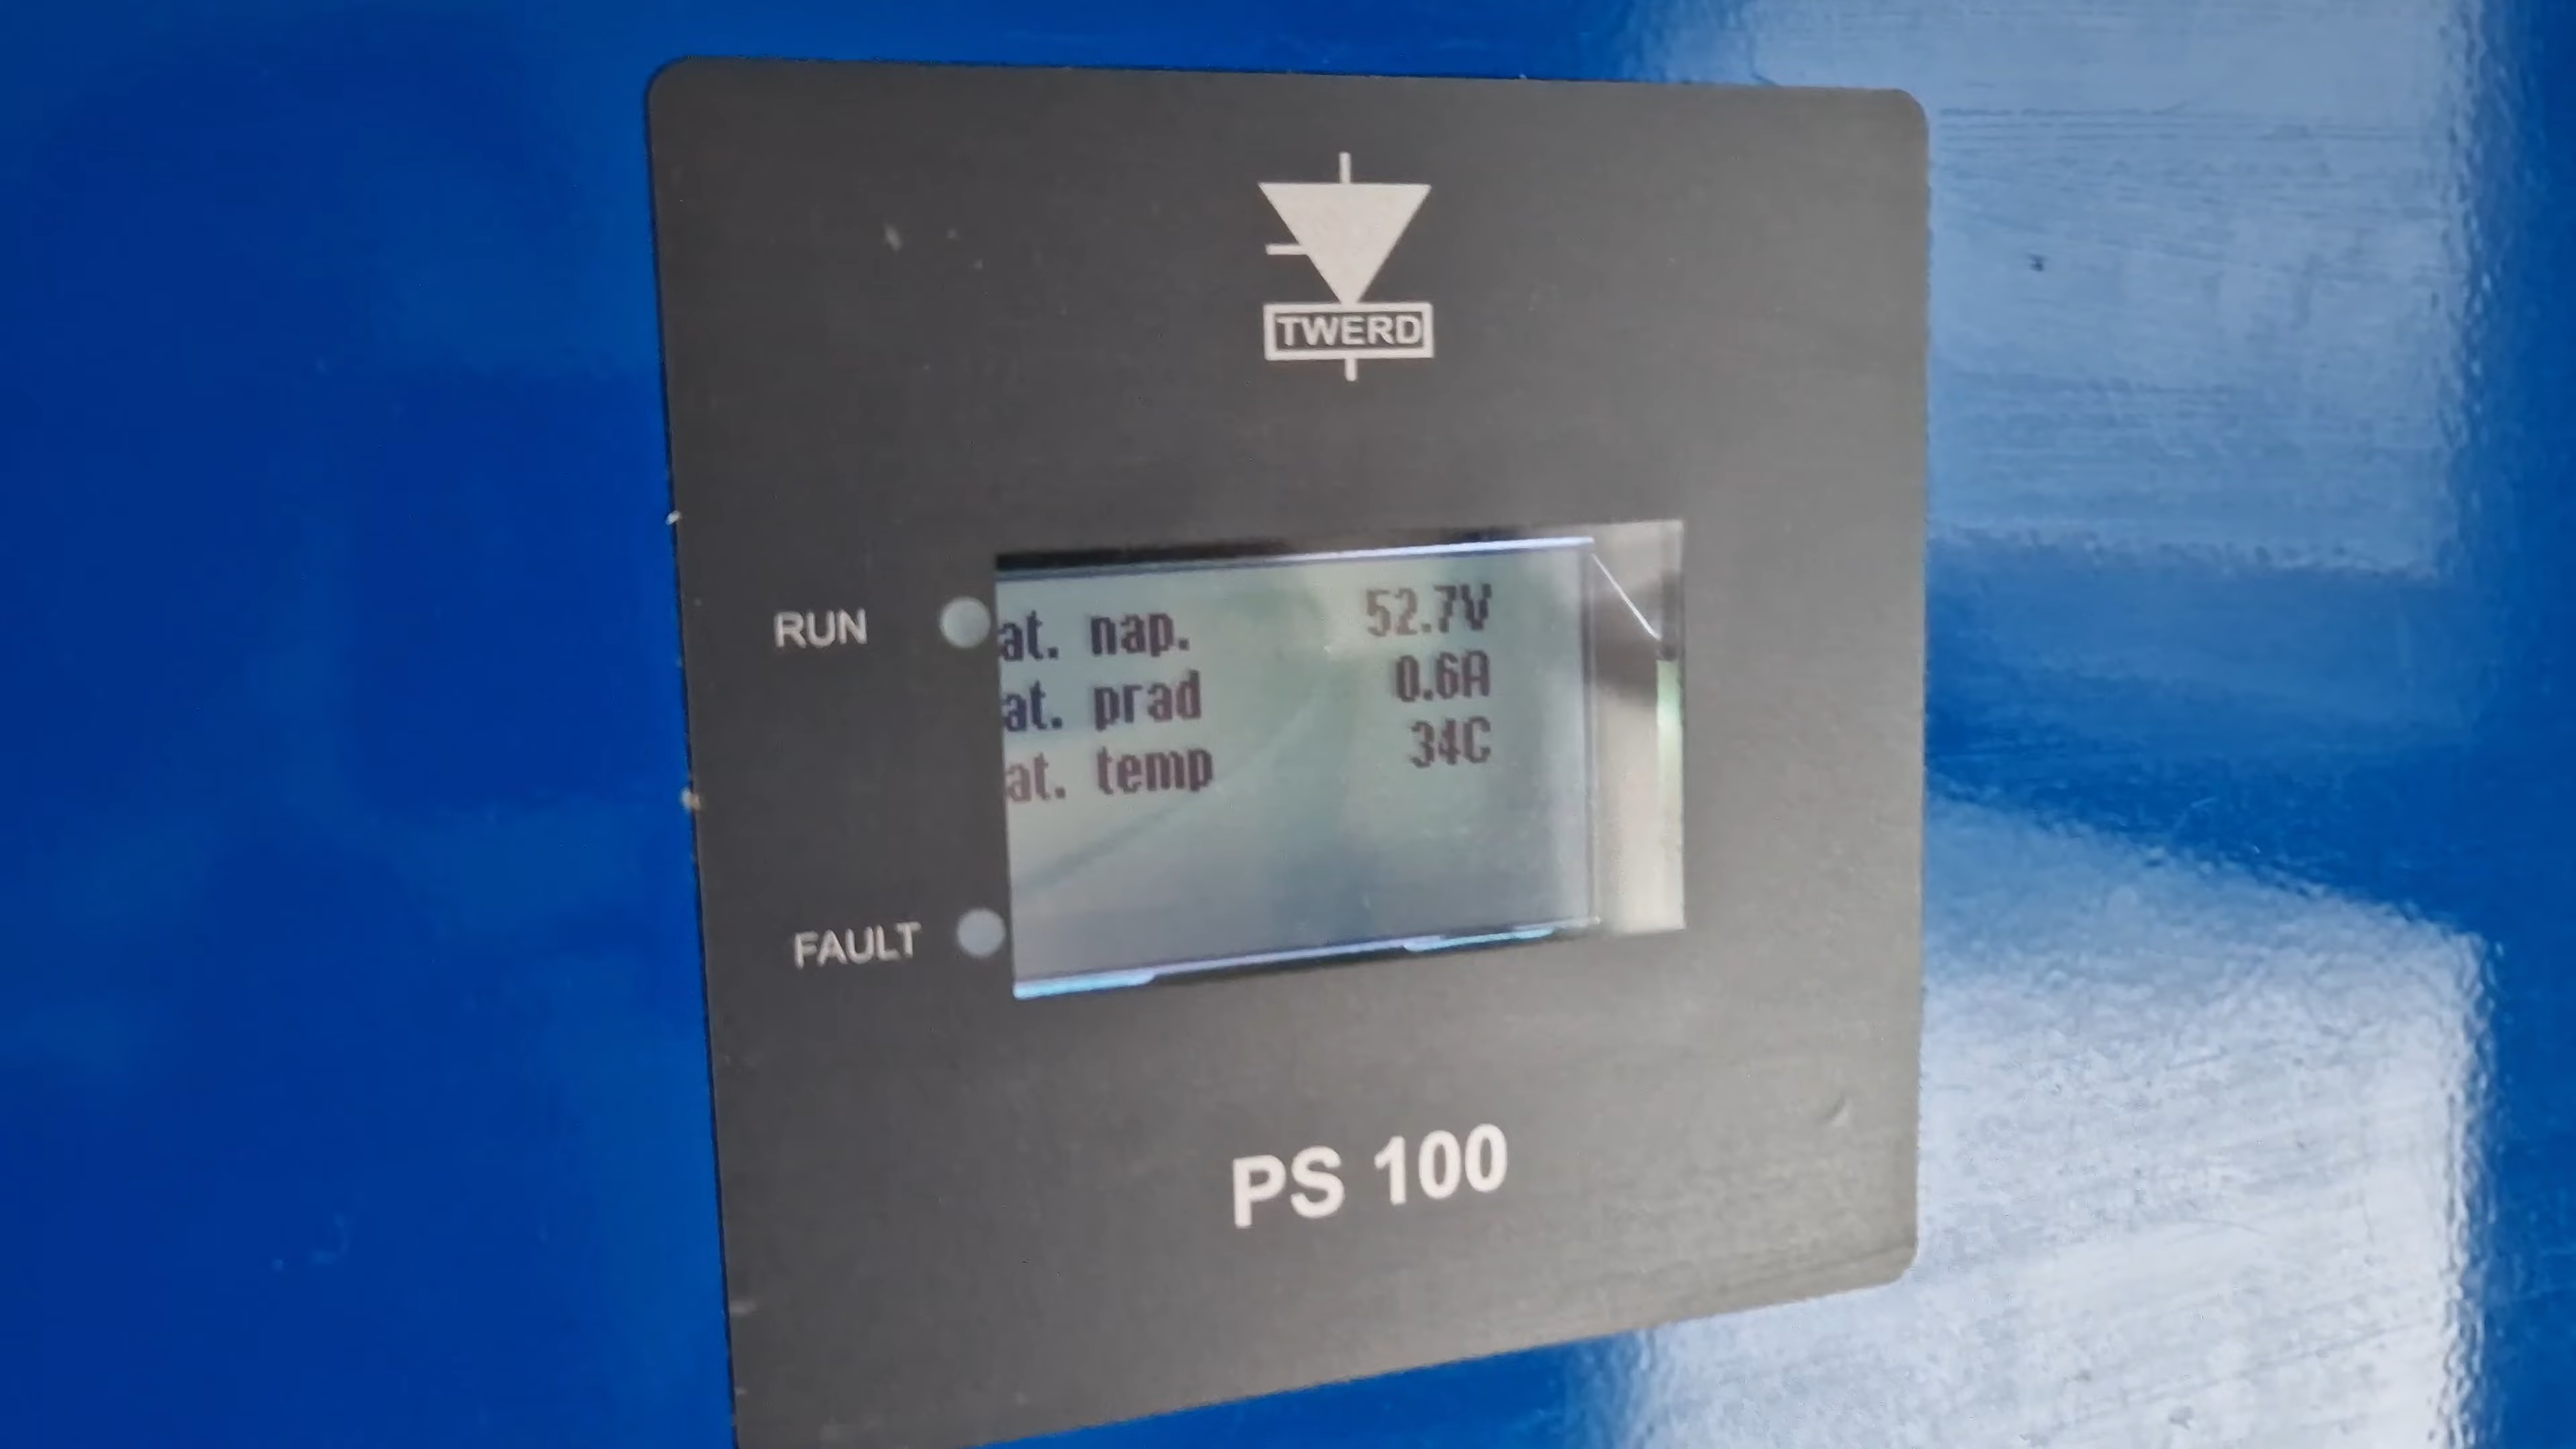 TWERD
RUN
at. nap. 52.7V
at. prad 0.6A
at. temp 34C
FAULT
PS 100